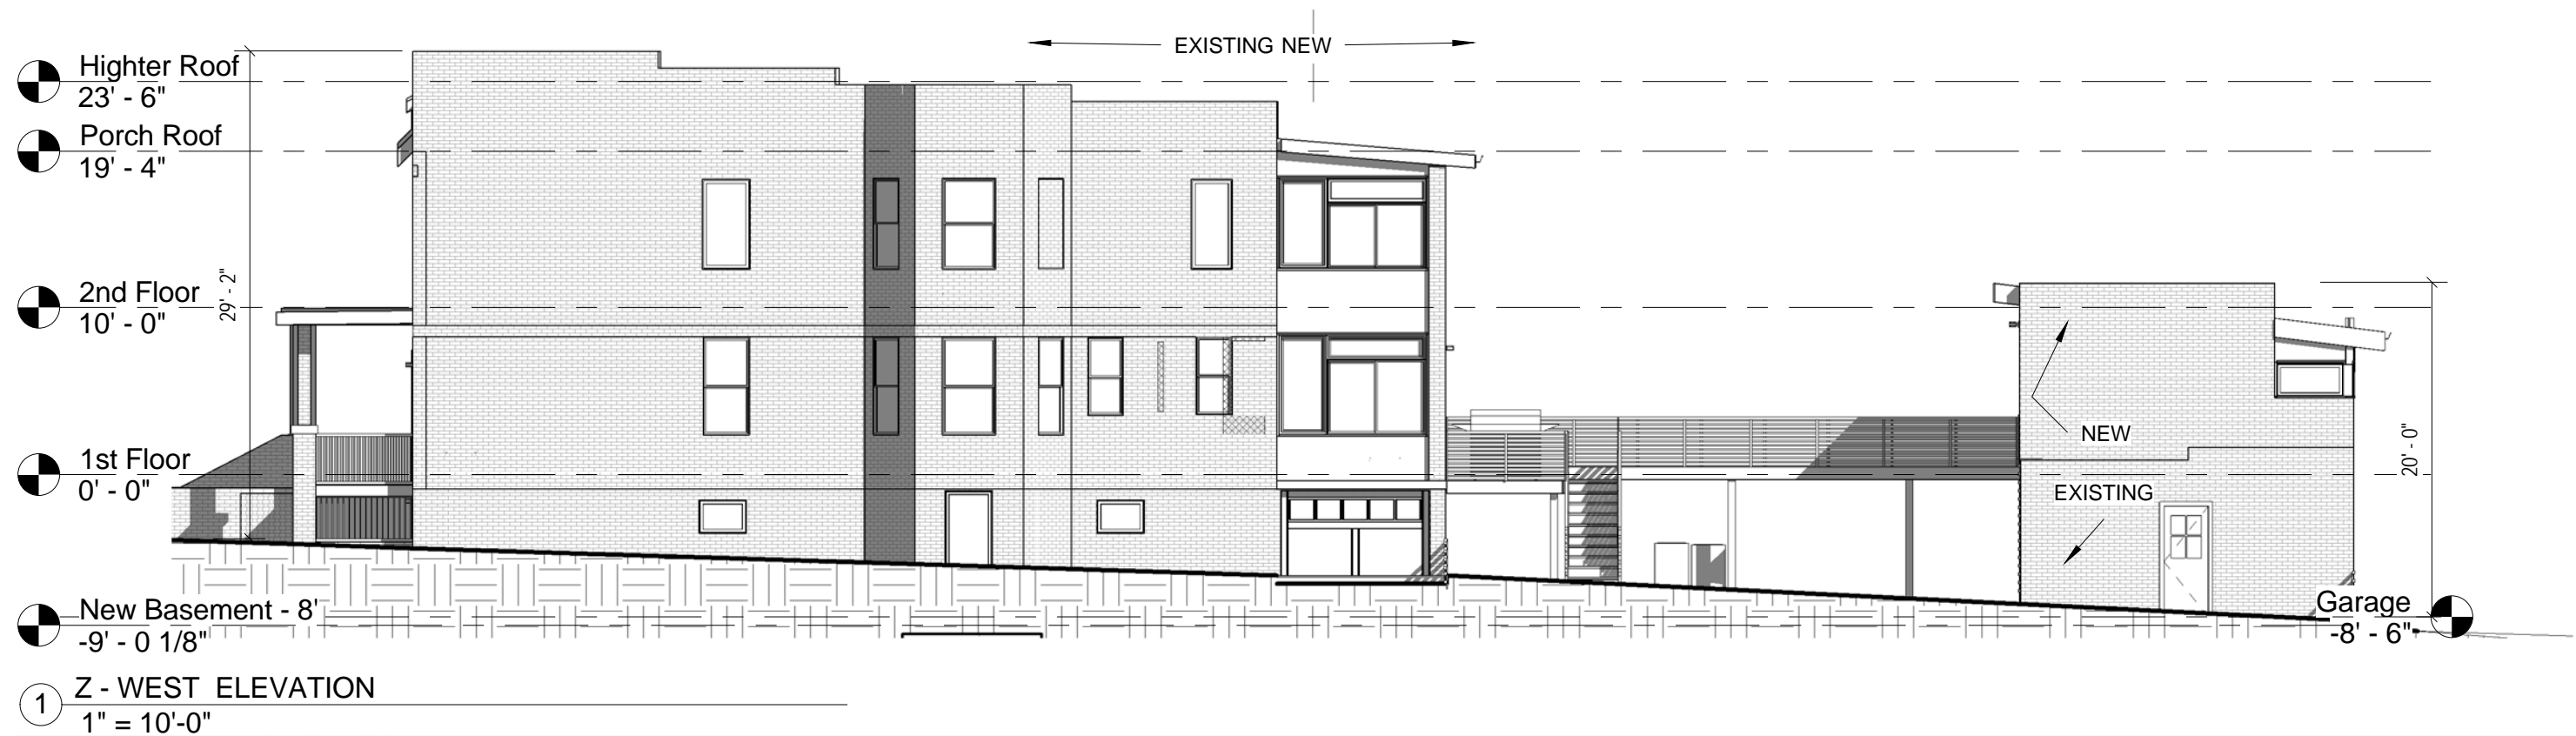 EXISTING NEW
Highter Roof
23' - 6"
Porch Roof
19' - 4"
2nd Floor
10' - 0"
29' - 2"
1st Floor
0' - 0"
NEW
EXISTING
20' - 0"
New Basement - 8'
-9' - 0 1/8"
Garage
-8' - 6"
1
Z - WEST ELEVATION
1" = 10'-0"